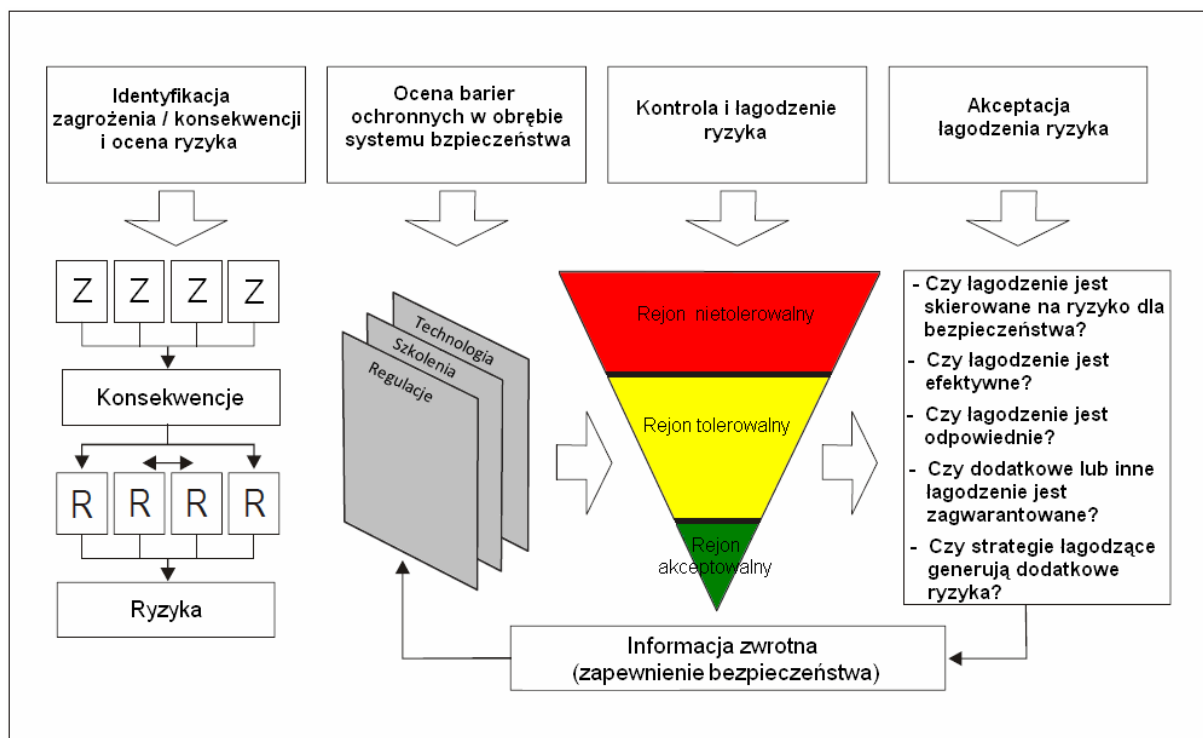 Identyfikacja
zagrożenia / konsekwencji
i ocena ryzyka
Ocena barier
ochronnych w obrębie
systemu bzpieczeństwa
Kontrola i łagodzenie
ryzyka
Akceptacja
łagodzenia ryzyka
Z Z Z Z
Konsekwencje
R R R R
Ryzyka
Technologia
Szkolenia
Regulacje
Rejon nietolerowalny
Rejon tolerowalny
Rejon
akceptowalny
- Czy łagodzenie jest
skierowane na ryzyko dla
bezpieczeństwa?
- Czy łagodzenie jest
efektywne?
- Czy łagodzenie jest
odpowiednie?
- Czy dodatkowe lub inne
łagodzenie jest
zagwarantowane?
- Czy strategie łagodzące
generują dodatkowe
ryzyka?
Informacja zwrotna
(zapewnienie bezpieczeństwa)